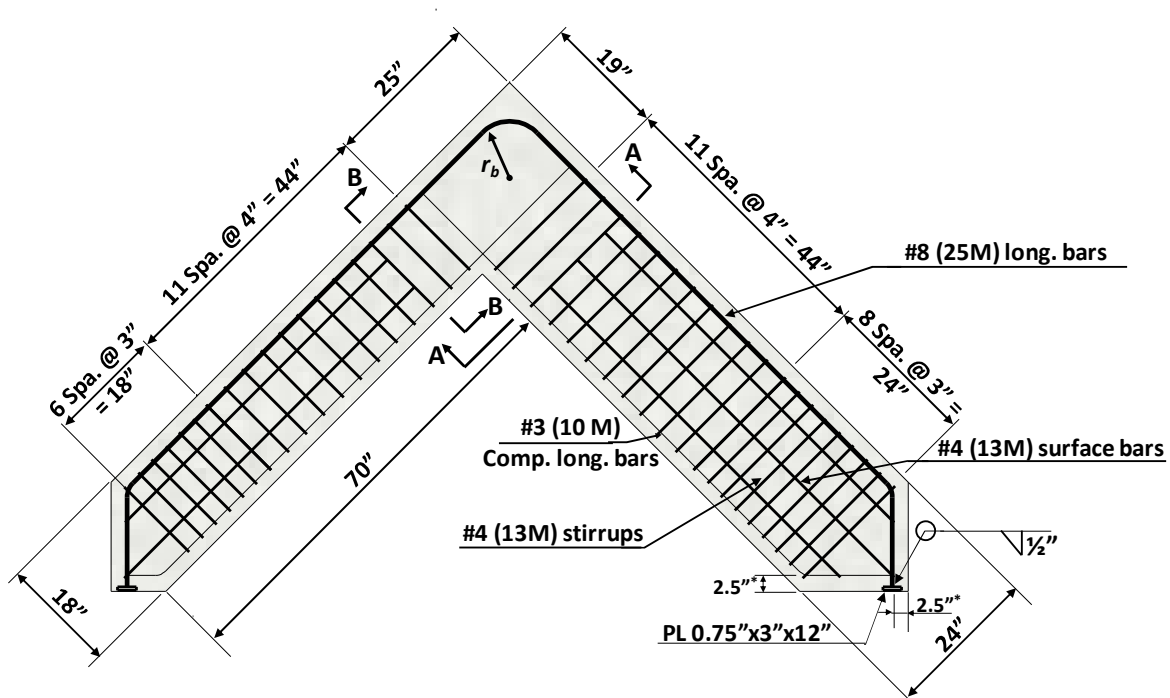 25”
19”
A
11 Spa. @ 4” = 44”
B
r_b
11 Spa. @ 4” = 44”
#8 (25M) long. bars
B
A
6 Spa. @ 3”
= 18”
8 Spa. @ 3” =
24”
#3 (10 M)
Comp. long. bars
#4 (13M) surface bars
70”
#4 (13M) stirrups
½”
2.5”*
2.5”*
18”
PL 0.75”x3”x12”
24”